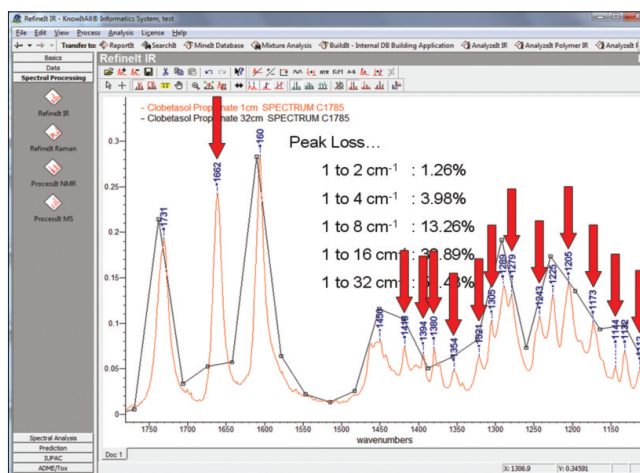 RefineIt IR - KnowItAll® Informatics System, test
File Edit View Process Analysis License Help
Transfer to: ReportIt SearchIt MineIt Database Mixture Analysis BuildIt - Internal DB Building Application AnalyzeIt IR AnalyzeIt Polymer IR AnalyzeIt
Basics
Data
Spectral Processing
RefineIt IR
RefineIt Raman
ProcessIt NMR
ProcessIt MS
Spectral Analysis
Prediction
IUPAC
ADME/Tox
RefineIt IR
- Clobetasol Propionate 1cm SPECTRUM C1785
- Clobetasol Propionate 32cm SPECTRUM C1785
Peak Loss...
1 to 2 cm⁻¹ : 1.26%
1 to 4 cm⁻¹ : 3.98%
1 to 8 cm⁻¹ : 13.26%
1 to 16 cm
1 to 32 cm
1731
1662
160
1450
1418
1394
1380
1354
1321
1305
1289
1279
1243
1225
1205
1173
1144
1132
0.3
0.25
0.2
0.15
0.1
0.05
0
1750 1700 1650 1600 1550 1500 1450 1400 1350 1300 1250 1200 1150
wavenumbers
Doc 1
X: 1306.9 Y: 0.34591